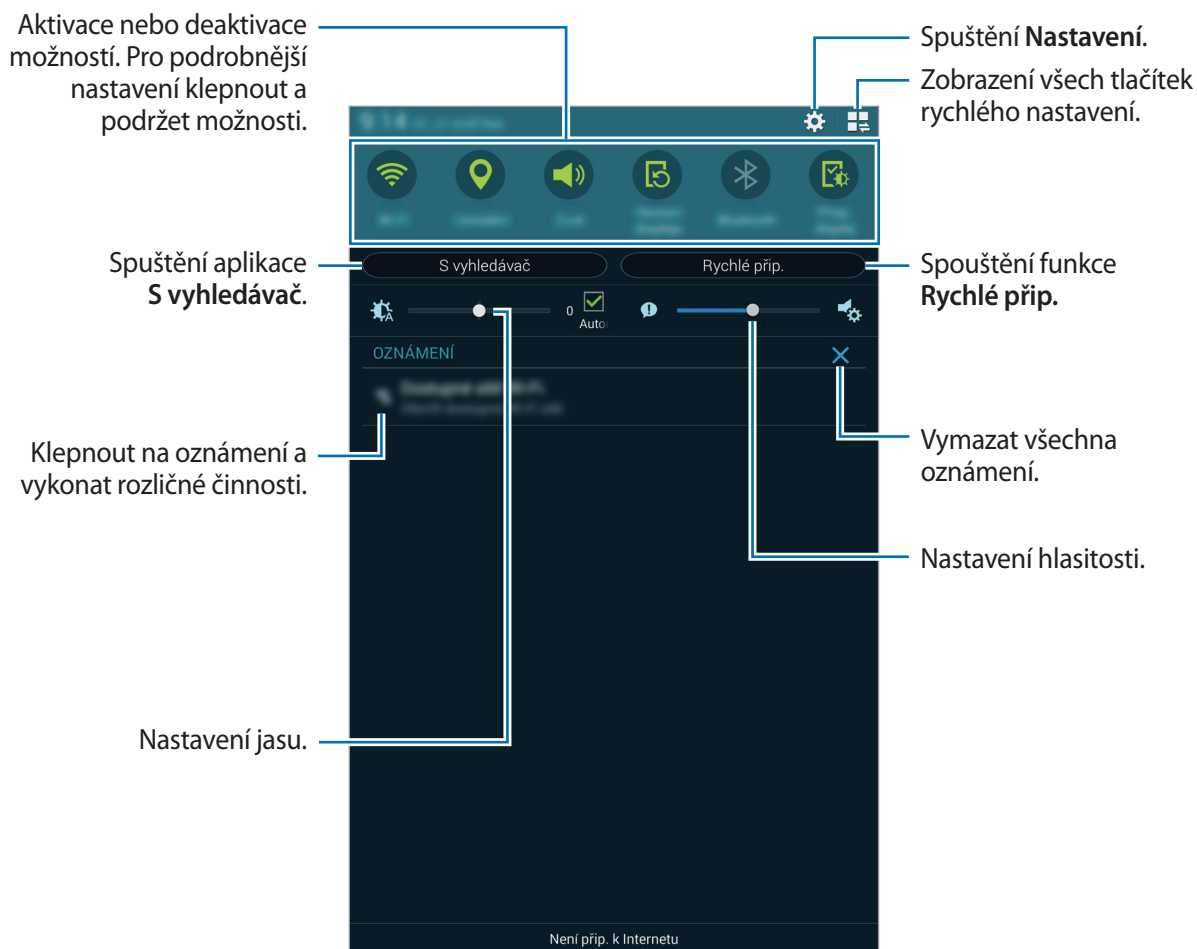 Aktivace nebo deaktivace
možností. Pro podrobnější
nastavení klepnout a
podržet možnosti.
Spuštění Nastavení.
Zobrazení všech tlačítek
rychlého nastavení.
9:14
Spuštění aplikace
S vyhledávač.
S vyhledávač
Rychlé přip.
Spouštění funkce
Rychlé přip.
0
Auto
OZNÁMENÍ
Klepnout na oznámení a
vykonat rozličné činnosti.
Vymazat všechna
oznámení.
Nastavení hlasitosti.
Nastavení jasu.
Není přip. k Internetu